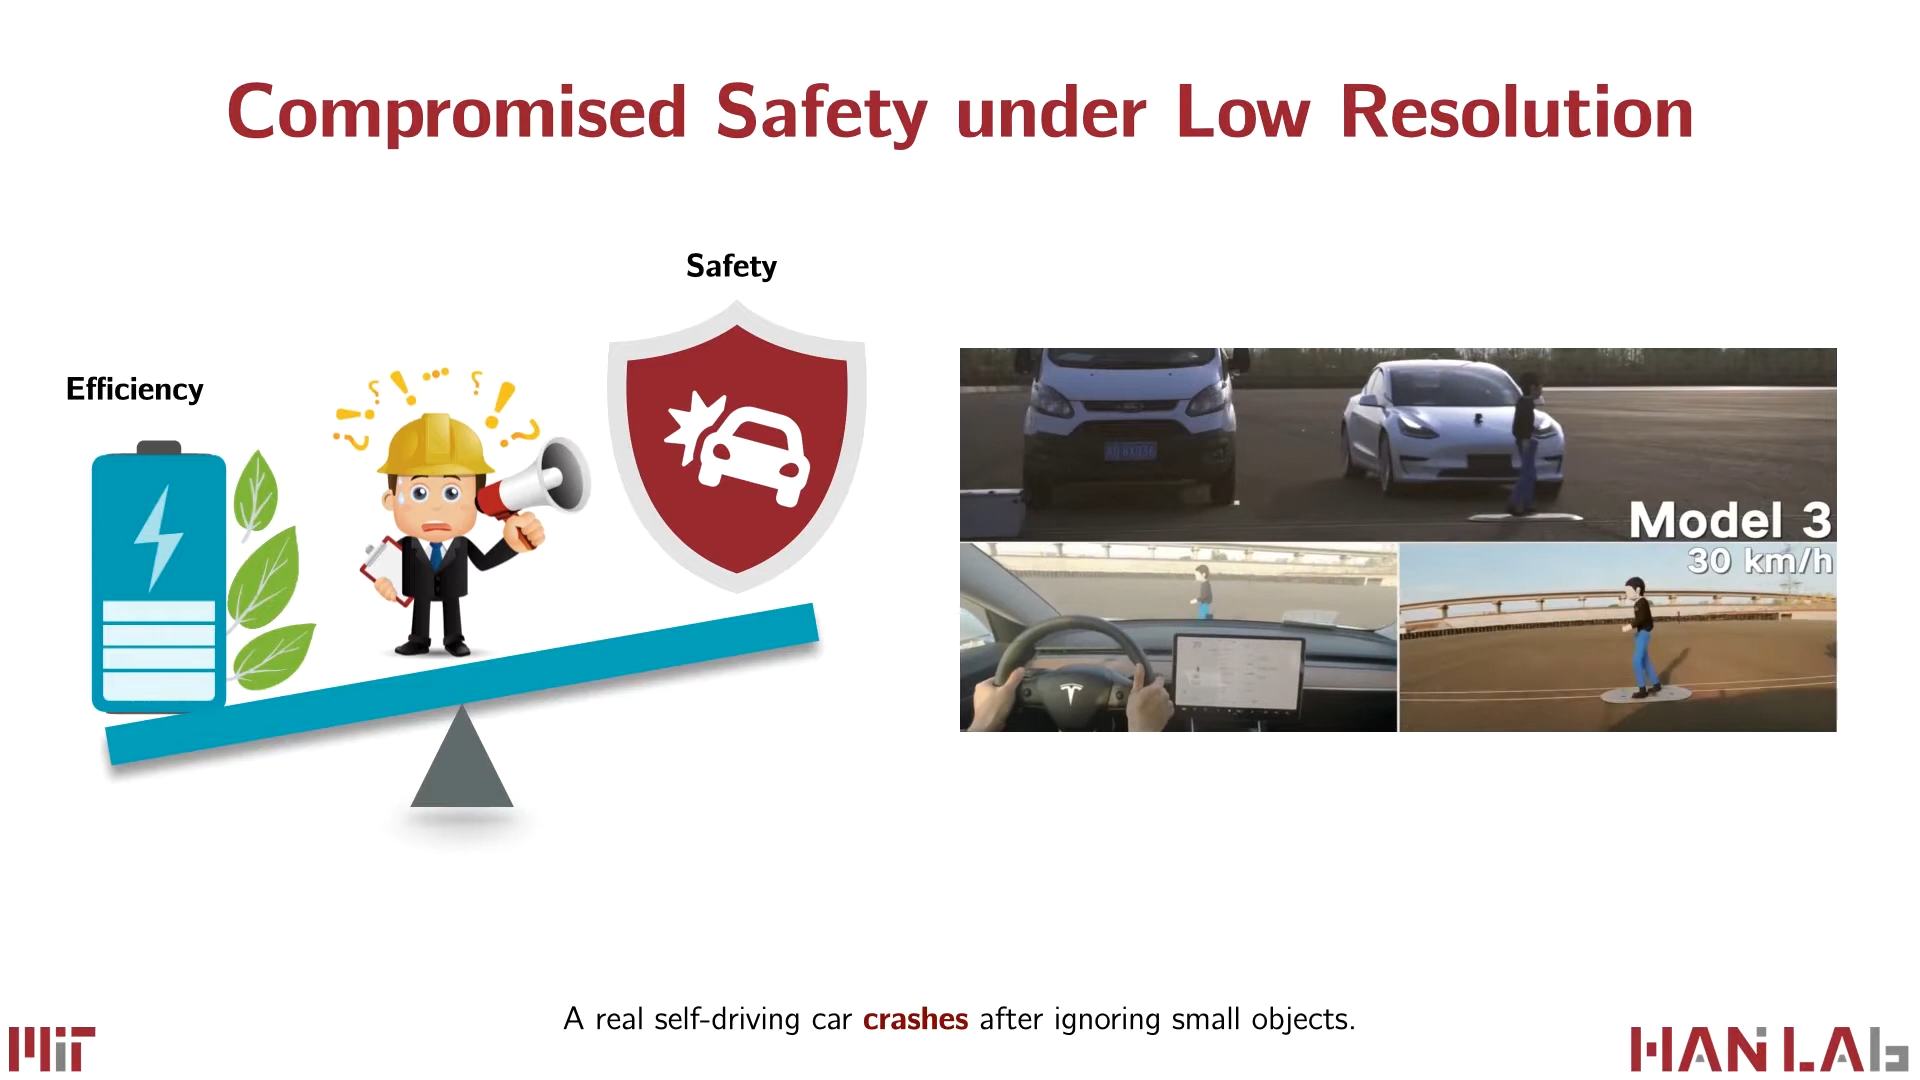 Compromised Safety under Low Resolution
Safety
Efficiency
Model 3
30 km/h
A real self-driving car crashes after ignoring small objects.
MIT
HAN LAB